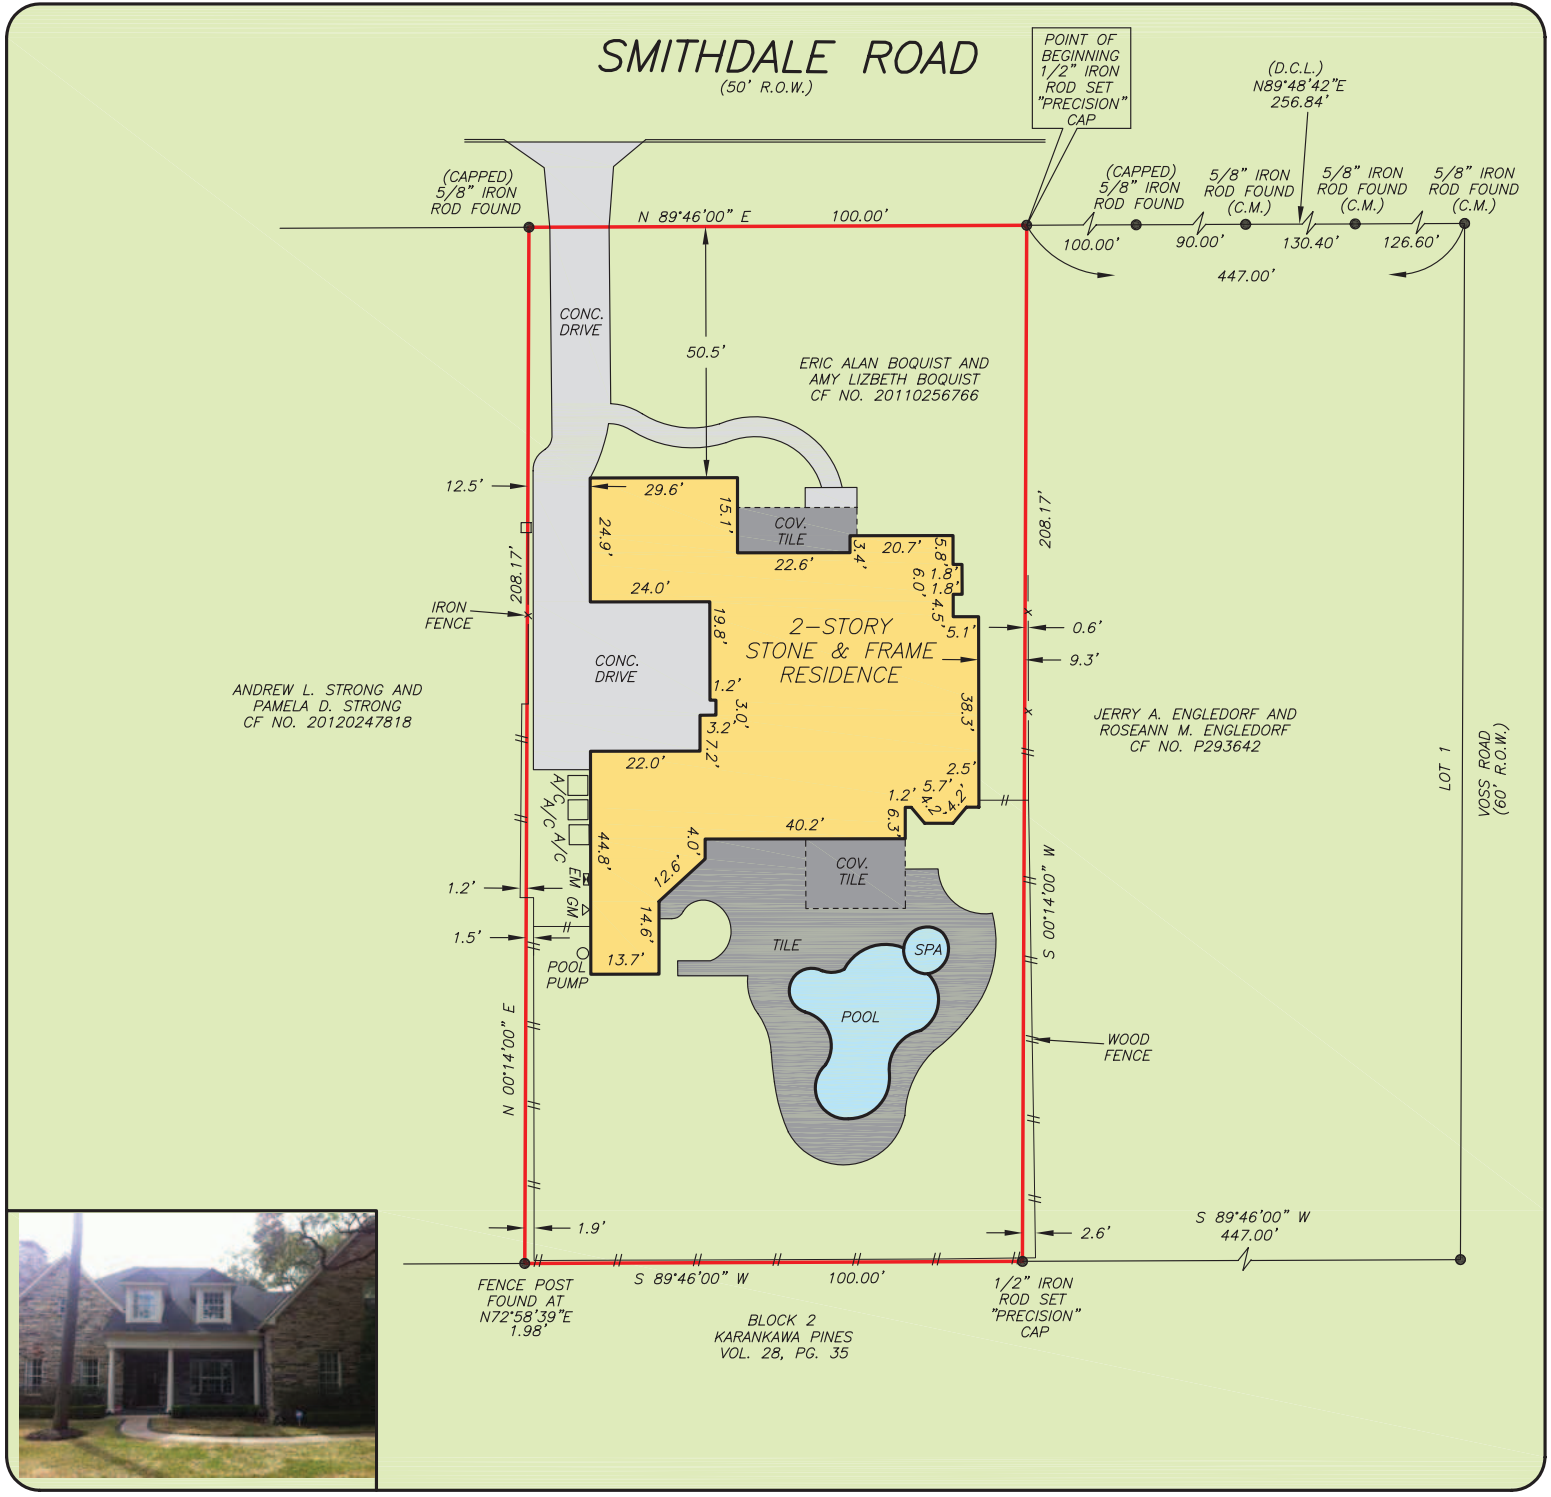 SMITHDALE ROAD
(50' R.O.W.)
POINT OF
BEGINNING
1/2" IRON
ROD SET
"PRECISION"
CAP
(D.C.L.)
N89°48'42"E
256.84'
(CAPPED)
5/8" IRON
ROD FOUND
(CAPPED)
5/8" IRON
ROD FOUND
5/8" IRON
ROD FOUND
(C.M.)
5/8" IRON
ROD FOUND
(C.M.)
5/8" IRON
ROD FOUND
(C.M.)
N 89°46'00" E
100.00'
100.00'
90.00'
130.40'
126.60'
447.00'
CONC.
DRIVE
50.5'
ERIC ALAN BOQUIST AND
AMY LIZBETH BOQUIST
CF NO. 20110256766
12.5'
29.6'
15.1'
24.9'
COV.
TILE
22.6'
3.4'
20.7'
5.8'
1.8'
6.0'
1.8'
4.5'
5.1'
208.17'
208.17'
24.0'
19.8'
IRON
FENCE
2-STORY
STONE & FRAME
RESIDENCE
0.6'
9.3'
CONC.
DRIVE
1.2'
3.0'
3.2'
7.2'
22.0'
38.3'
ANDREW L. STRONG AND
PAMELA D. STRONG
CF NO. 20120247818
JERRY A. ENGLEDORF AND
ROSEANN M. ENGLEDORF
CF NO. P293642
LOT 1
VOSS ROAD
(60' R.O.W.)
A/C
A/C
A/C
2.5'
5.7'
1.2'
4.2'
4.2'
6.3'
40.2'
4.0'
44.8'
12.6'
COV.
TILE
EM
GM
1.2'
1.5'
14.6'
13.7'
POOL
PUMP
TILE
SPA
POOL
S 00°14'00" W
N 00°14'00" E
WOOD
FENCE
1.9'
2.6'
S 89°46'00" W
447.00'
S 89°46'00" W
100.00'
FENCE POST
FOUND AT
N72°58'39"E
1.98'
1/2" IRON
ROD SET
"PRECISION"
CAP
BLOCK 2
KARANKAWA PINES
VOL. 28, PG. 35